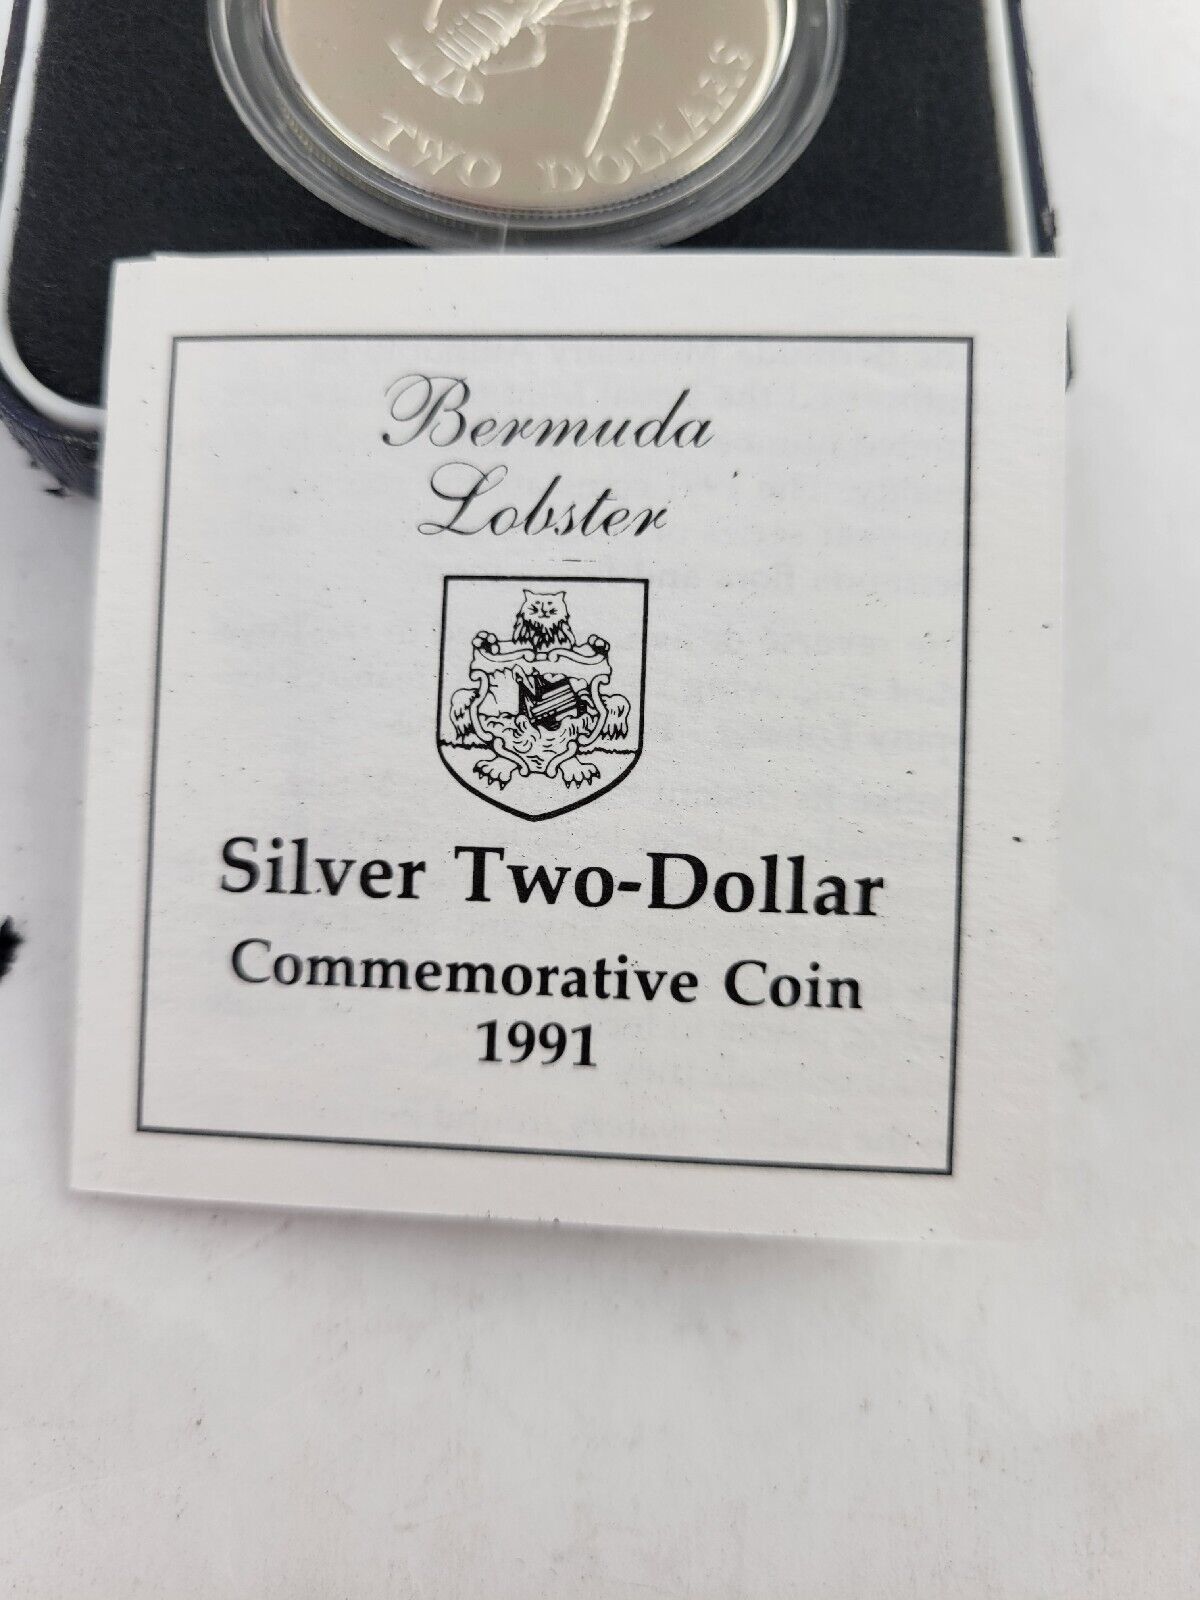 TWO DOLLARS
Bermuda
Lobster
Silver Two-Dollar
Commemorative Coin
1991